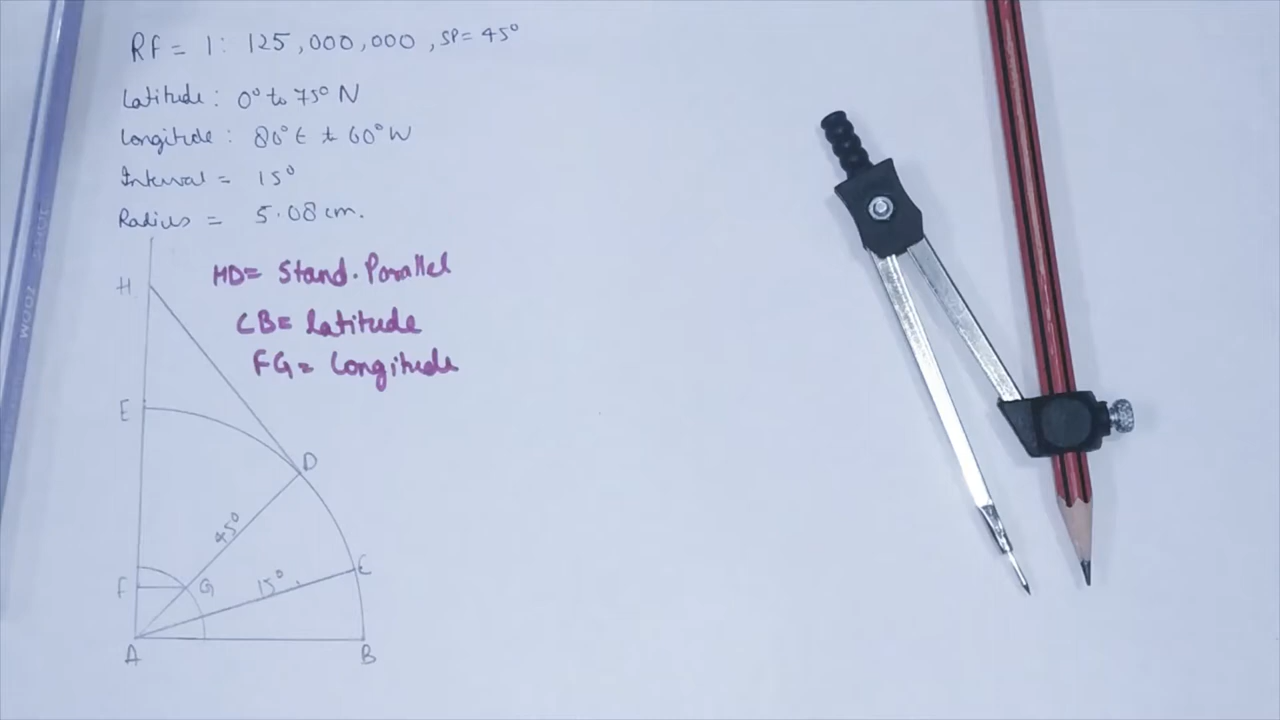 RF = 1 : 125,000,000 , SP = 45°
Latitude : 0° to 75° N
Longitude : 80° E to 60° W
Interval = 15°
Radius = 5.08 cm.
HD = Stand. Parallel
CB = Latitude
FG = Longitude
H
E
D
45°
F
G
15°
C
A
B